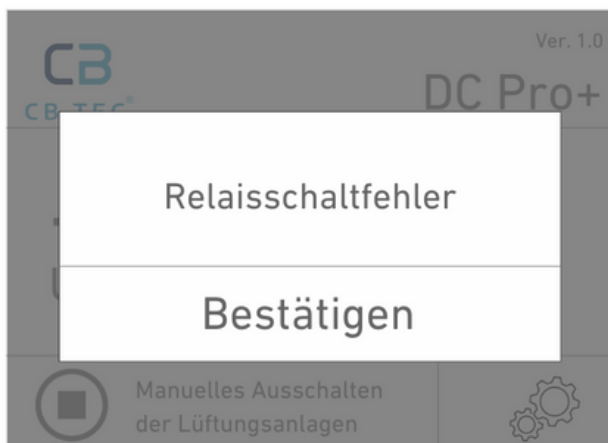 CB
Ver. 1.0
CB TEC®
DC Pro+
Relaisschaltfehler
Bestätigen
Manuelles Ausschalten
der Lüftungsanlagen